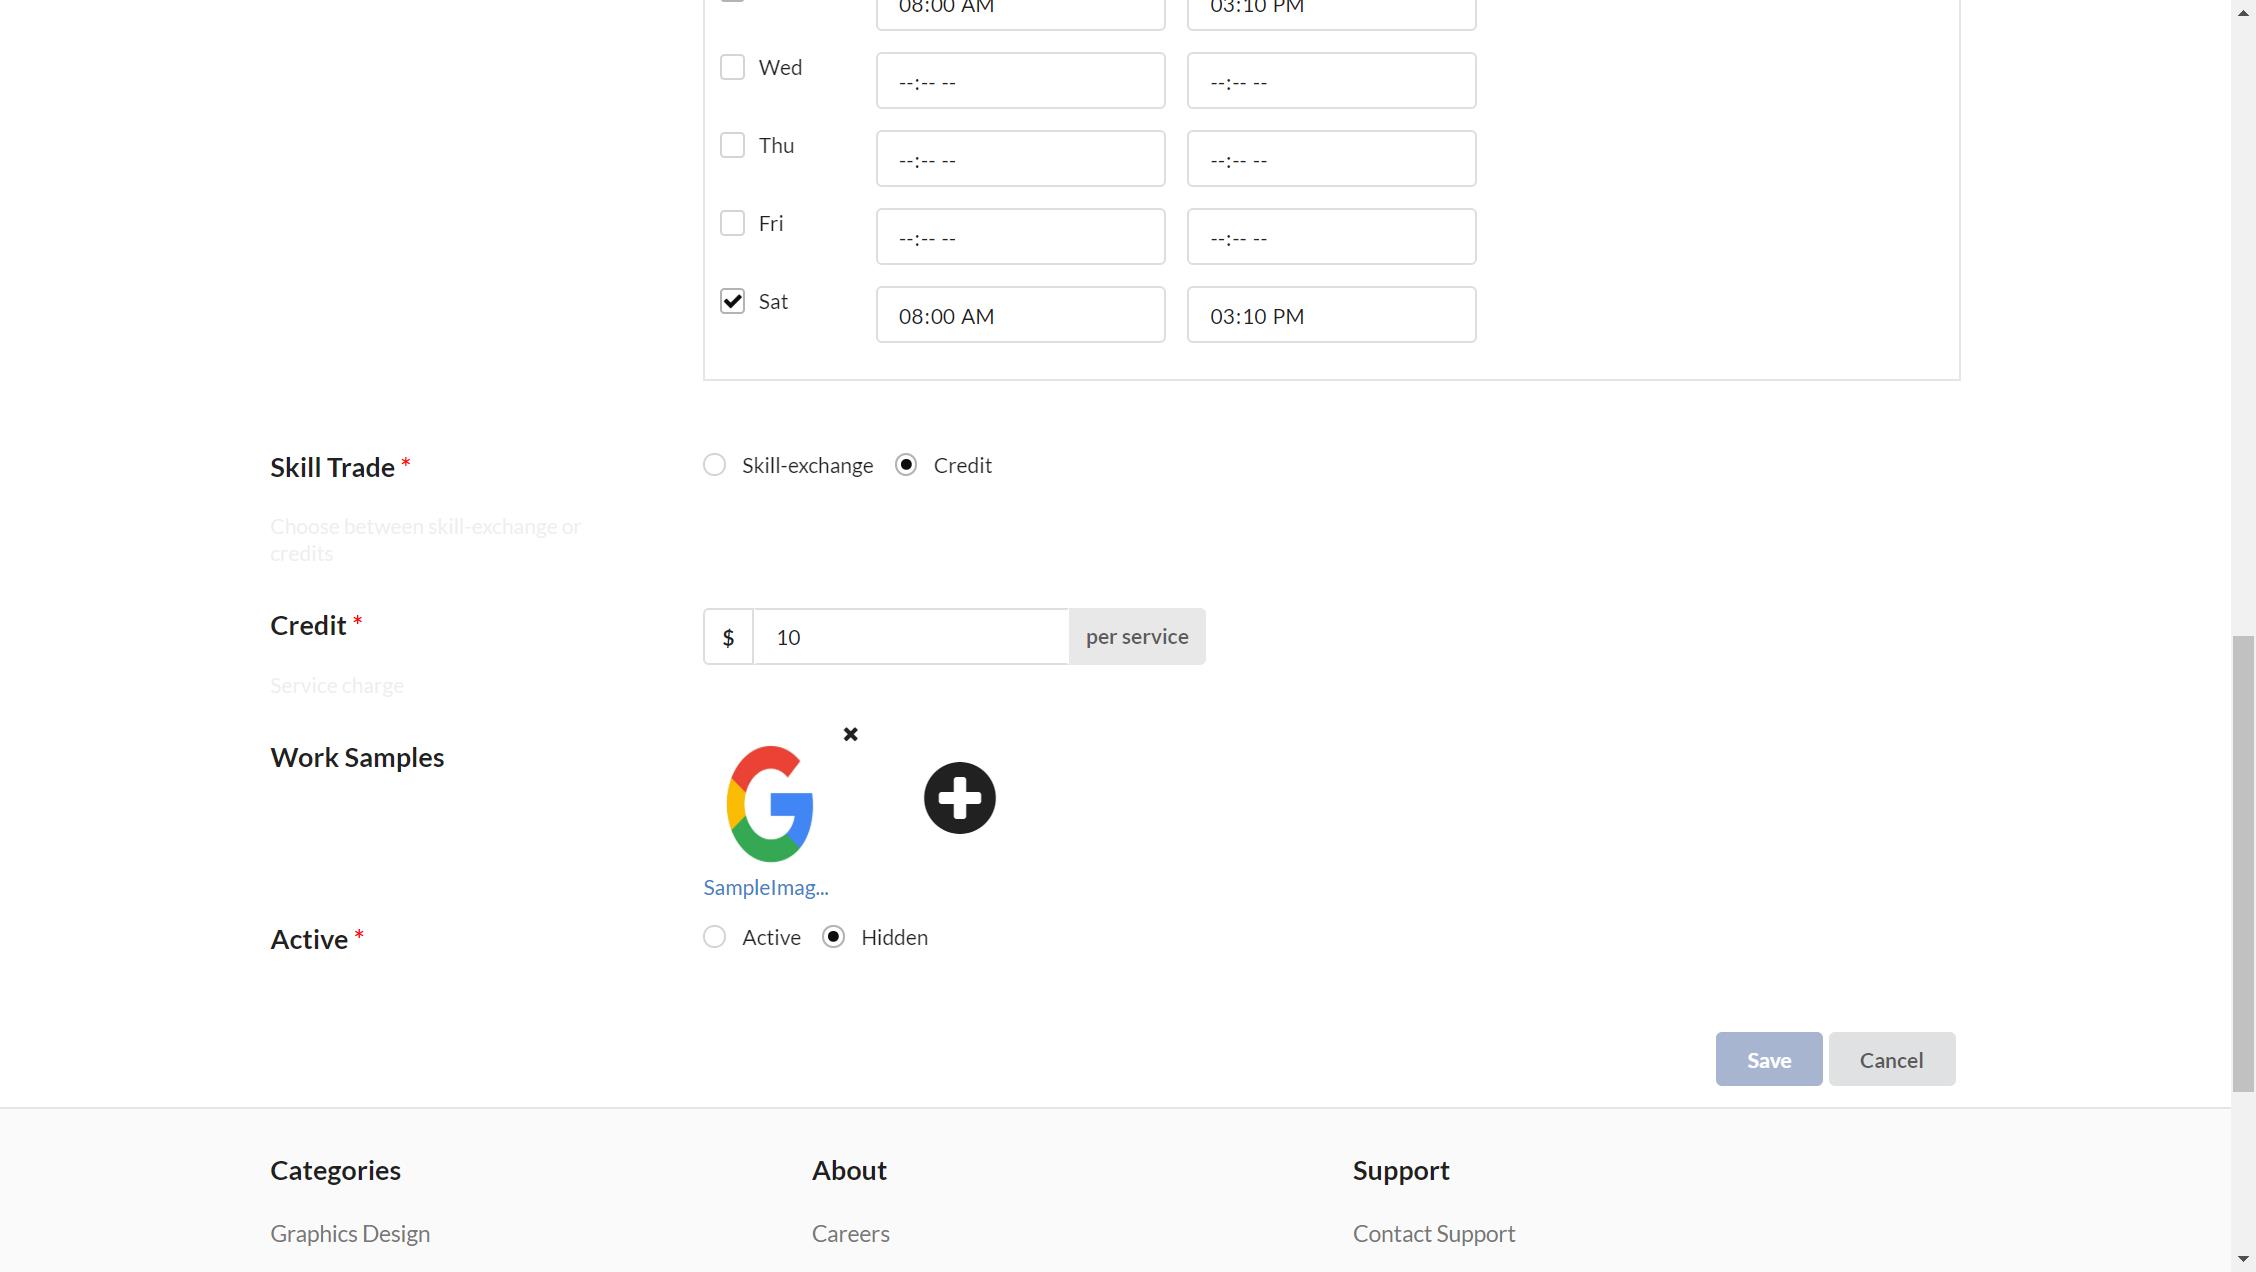 08:00 AM 03:10 PM
Wed --:-- -- --:-- --
Thu --:-- -- --:-- --
Fri --:-- -- --:-- --
Sat 08:00 AM 03:10 PM
Skill Trade * Skill-exchange Credit
Choose between skill-exchange or
credits
Credit * $ 10 per service
Service charge
Work Samples
SampleImag...
Active * Active Hidden
Save Cancel
Categories About Support
Graphics Design Careers Contact Support